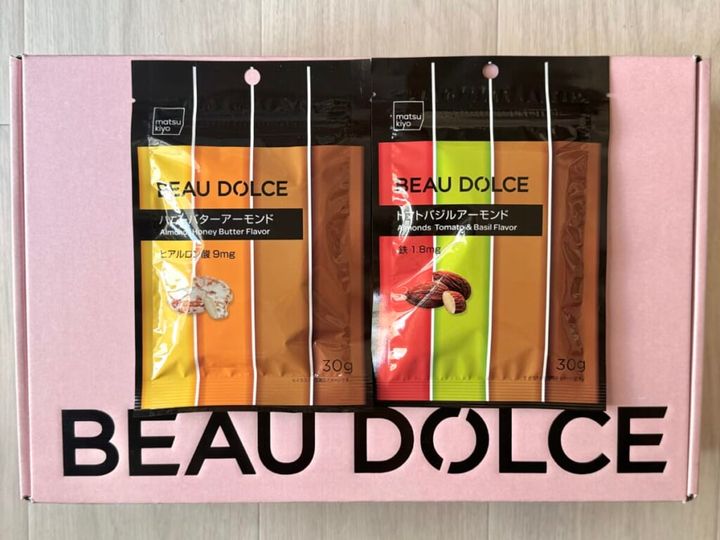 matsu
kiyo
BEAU DOLCE
ハニーバターアーモンド
Almonds Honey Butter Flavor
ヒアルロン酸 9mg
30g
matsu
kiyo
BEAU DOLCE
トマトバジルアーモンド
Almonds Tomato & Basil Flavor
鉄 1.8mg
30g
BEAU DOLCE